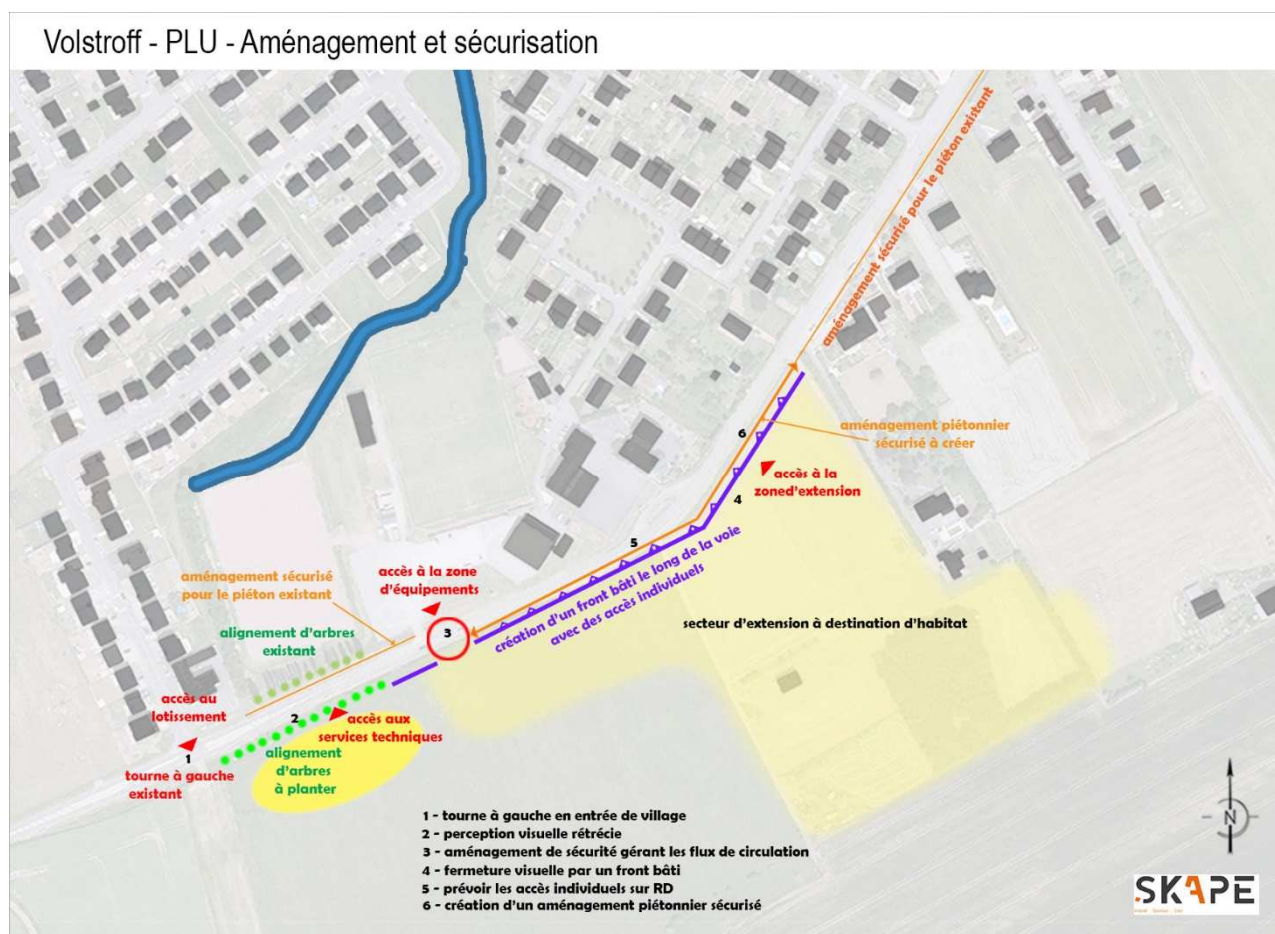 Volstroff - PLU - Aménagement et sécurisation
aménagement sécurisé pour le piéton existant
aménagement piétonnier
sécurisé à créer
6
accès à la
zoned'extension
4
5
création d'un front bâti le long de la voie
avec des accès individuels
aménagement sécurisé
pour le piéton existant
accès à la zone
d'équipements
3
alignement d'arbres
existant
secteur d'extension à destination d'habitat
accès au
lotissement
2
accès aux
services techniques
1
tourne à gauche
existant
alignement
d'arbres
à planter
1 - tourne à gauche en entrée de village
2 - perception visuelle rétrécie
3 - aménagement de sécurité gérant les flux de circulation
4 - fermeture visuelle par un front bâti
5 - prévoir les accès individuels sur RD
6 - création d'un aménagement piétonnier sécurisé
N
SKAPE